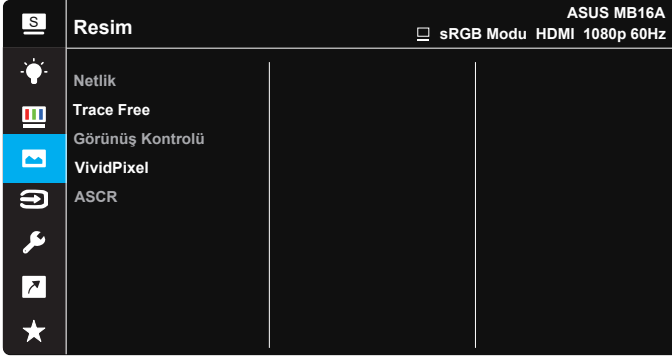 S
Resim
ASUS MB16A
sRGB Modu HDMI 1080p 60Hz
Netlik
Trace Free
Görünüş Kontrolü
VividPixel
ASCR